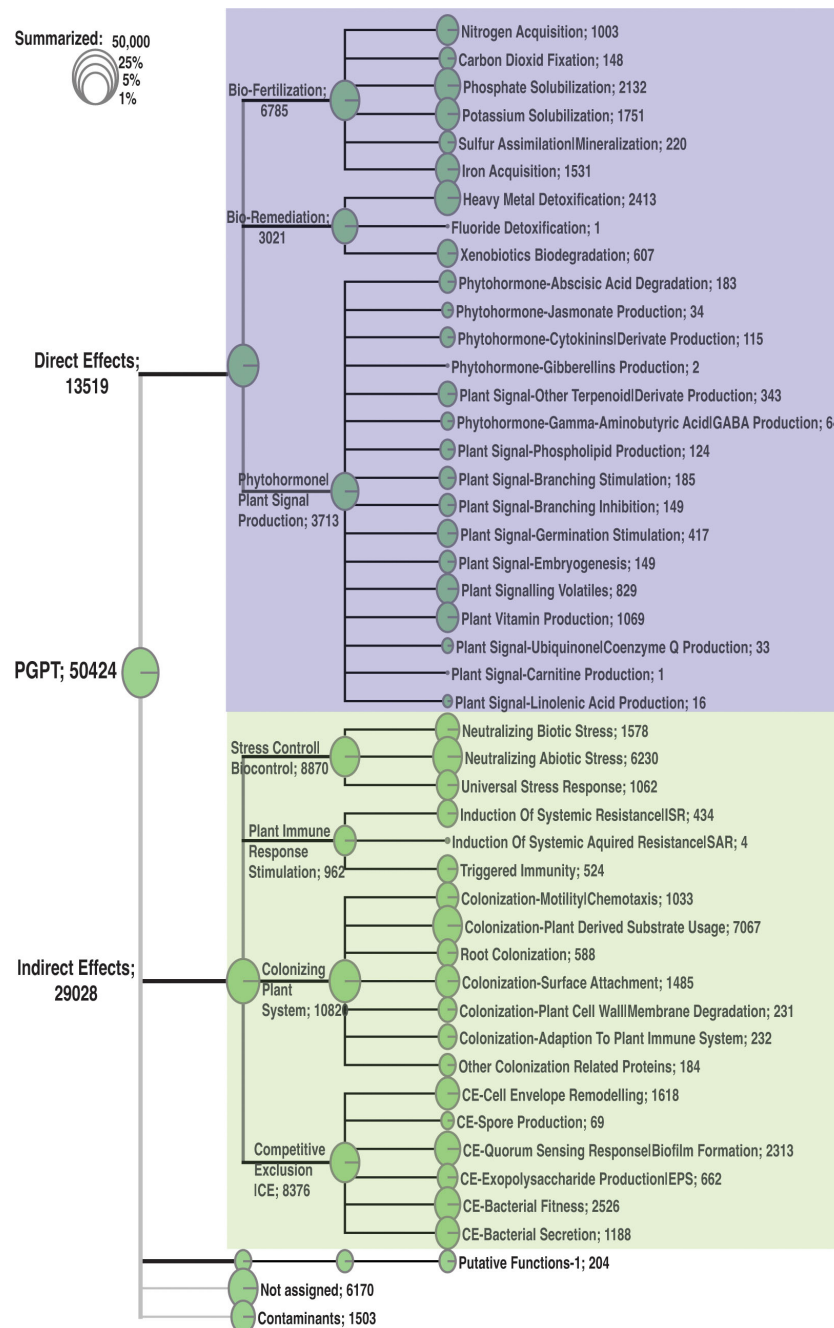 Summarized: 50,000
25%
5%
1%
Nitrogen Acquisition; 1003
Carbon Dioxid Fixation; 148
Bio-Fertilization;
6785
Phosphate Solubilization; 2132
Potassium Solubilization; 1751
Sulfur Assimilation|Mineralization; 220
Iron Acquisition; 1531
Heavy Metal Detoxification; 2413
Bio-Remediation;
3021
Fluoride Detoxification; 1
Xenobiotics Biodegradation; 607
Phytohormone-Abscisic Acid Degradation; 183
Phytohormone-Jasmonate Production; 34
Phytohormone-Cytokinins|Derivate Production; 115
Direct Effects;
13519
Phytohormone-Gibberellins Production; 2
Plant Signal-Other Terpenoid|Derivate Production; 343
Phytohormone-Gamma-Aminobutyric Acid|GABA Production;
Plant Signal-Phospholipid Production; 124
Phytohormone|
Plant Signal
Production; 3713
Plant Signal-Branching Stimulation; 185
Plant Signal-Branching Inhibition; 149
Plant Signal-Germination Stimulation; 417
Plant Signal-Embryogenesis; 149
Plant Signalling Volatiles; 829
Plant Vitamin Production; 1069
Plant Signal-Ubiquinone|Coenzyme Q Production; 33
PGPT; 50424
Plant Signal-Carnitine Production; 1
Plant Signal-Linolenic Acid Production; 16
Neutralizing Biotic Stress; 1578
Stress Control|
Biocontrol; 8870
Neutralizing Abiotic Stress; 6230
Universal Stress Response; 1062
Induction Of Systemic Resistance|ISR; 434
Plant Immune
Response
Stimulation; 962
Induction Of Systemic Aquired Resistance|SAR; 4
Triggered Immunity; 524
Colonization-Motility|Chemotaxis; 1033
Colonization-Plant Derived Substrate Usage; 7067
Root Colonization; 588
Indirect Effects;
29028
Colonizing
Plant
System; 10820
Colonization-Surface Attachment; 1485
Colonization-Plant Cell Wall|Membrane Degradation; 231
Colonization-Adaption To Plant Immune System; 232
Other Colonization Related Proteins; 184
CE-Cell Envelope Remodelling; 1618
CE-Spore Production; 69
Competitive
Exclusion
|CE; 8376
CE-Quorum Sensing Response|Biofilm Formation; 2313
CE-Exopolysaccharide Production|EPS; 662
CE-Bacterial Fitness; 2526
CE-Bacterial Secretion; 1188
Putative Functions-1; 204
Not assigned; 6170
Contaminants; 1503